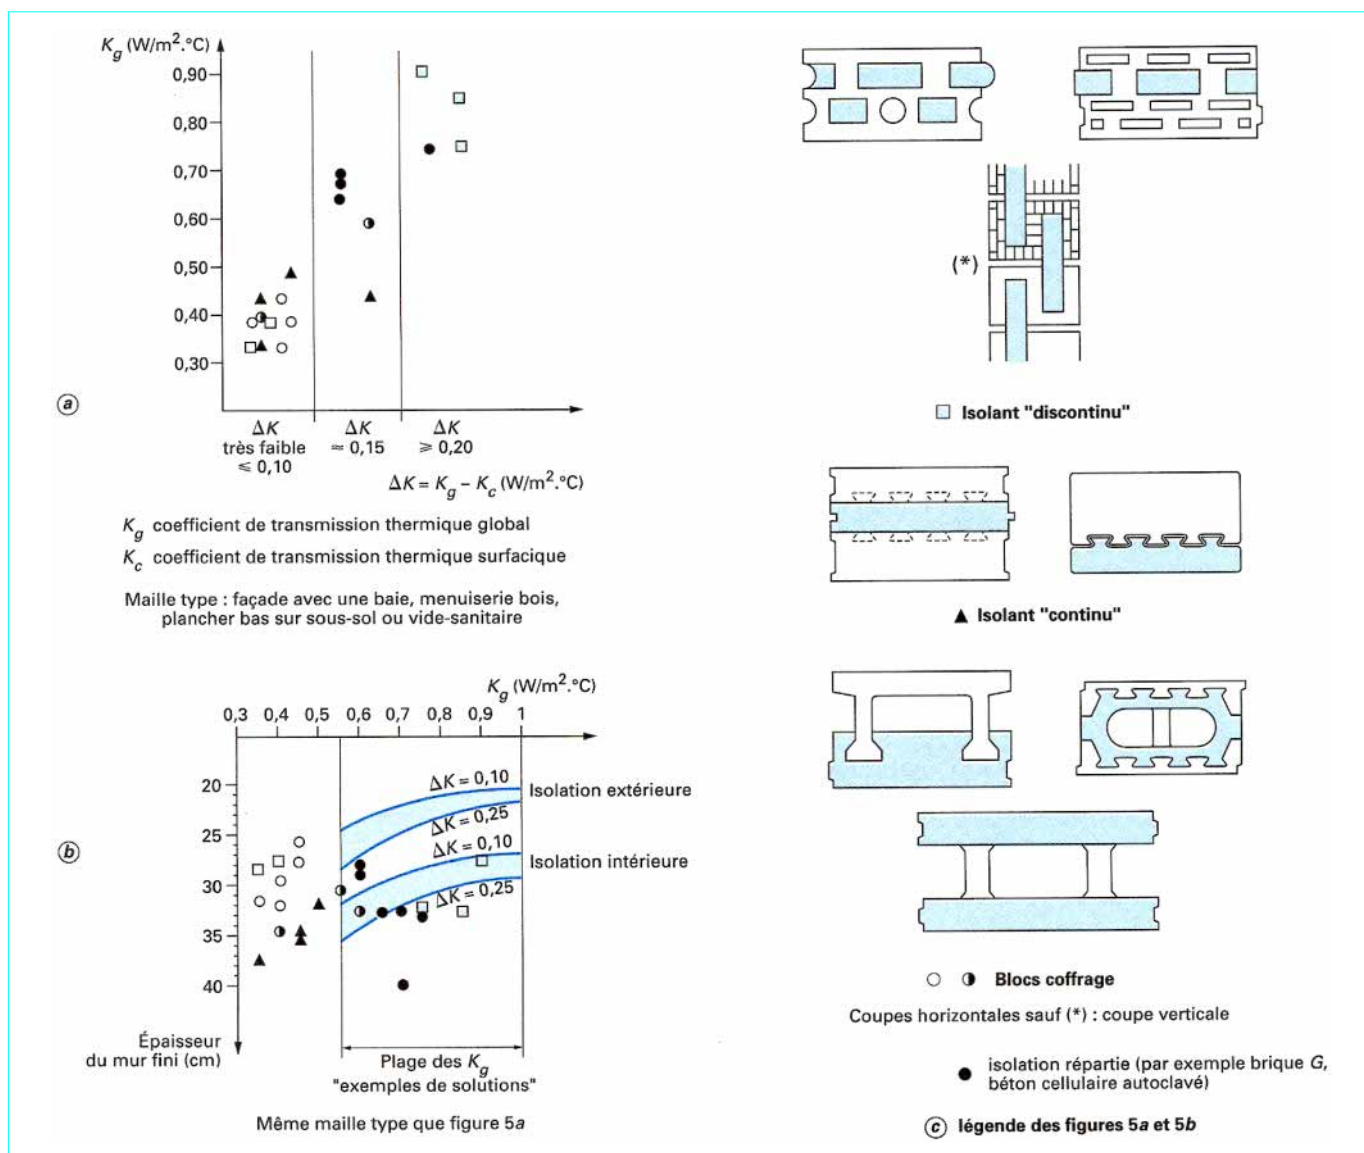 K_g (W/m².°C)
0,90
0,80
0,70
0,60
0,50
0,40
0,30
a
ΔK
très faible
⩽ 0,10
ΔK
≃ 0,15
ΔK
⩾ 0,20
ΔK = K_g – K_c (W/m².°C)
K_g coefficient de transmission thermique global
K_c coefficient de transmission thermique surfacique
Maille type : façade avec une baie, menuiserie bois,
plancher bas sur sous-sol ou vide-sanitaire
K_g (W/m².°C)
0,3 0,4 0,5 0,6 0,7 0,8 0,9 1
20
25
30
35
40
b
ΔK = 0,10
Isolation extérieure
ΔK = 0,25
ΔK = 0,10
Isolation intérieure
ΔK = 0,25
Épaisseur
du mur fini (cm)
Plage des K_g
"exemples de solutions"
Même maille type que figure 5a
(*)
Isolant "discontinu"
Isolant "continu"
Blocs coffrage
Coupes horizontales sauf (*) : coupe verticale
isolation répartie (par exemple brique G,
béton cellulaire autoclavé)
c légende des figures 5a et 5b